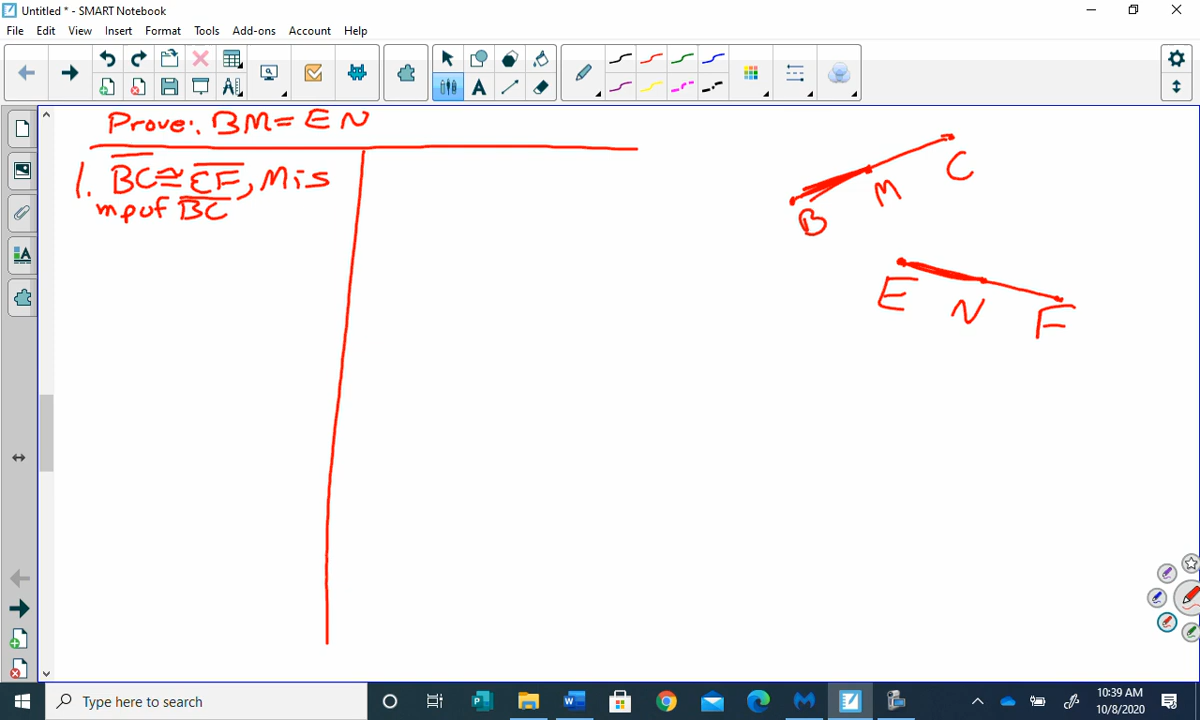 Untitled * - SMART Notebook
File Edit View Insert Format Tools Add-ons Account Help
Prove: BM = EN
1. BC ≅ EF, M is
mp of BC
C
M
B
E
N
F
Type here to search
10:39 AM
10/8/2020